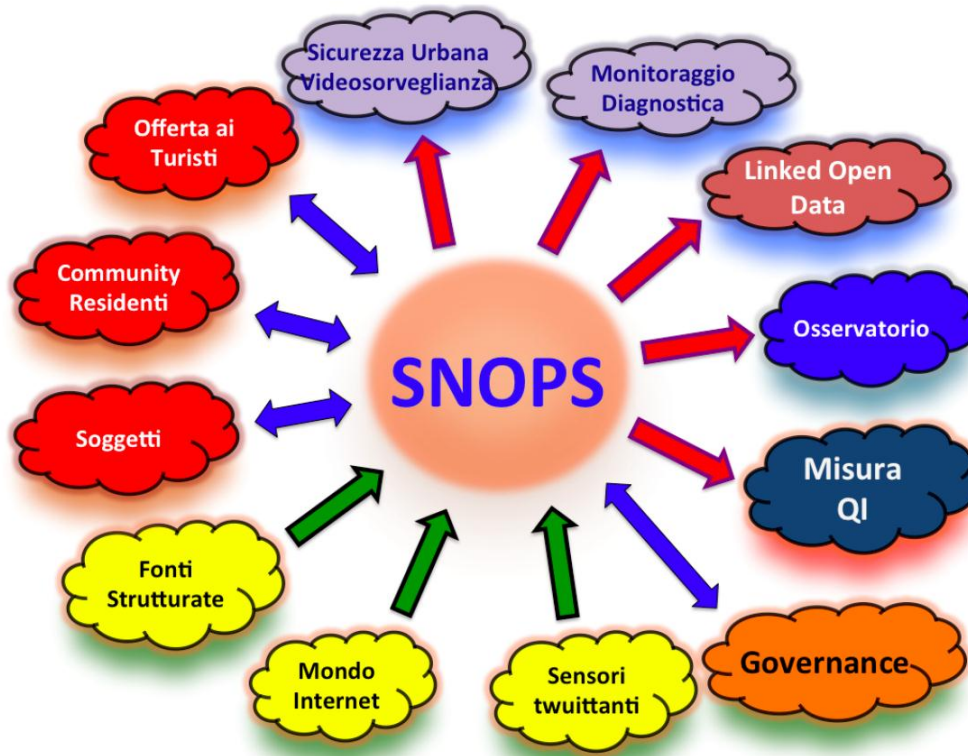 Sicurezza Urbana
Videosorveglianza
Monitoraggio
Diagnostica
Offerta ai
Turisti
Linked Open
Data
Community
Residenti
Osservatorio
SNOPS
Soggetti
Misura
QI
Fonti
Strutturate
Governance
Mondo
Internet
Sensori
twuittanti